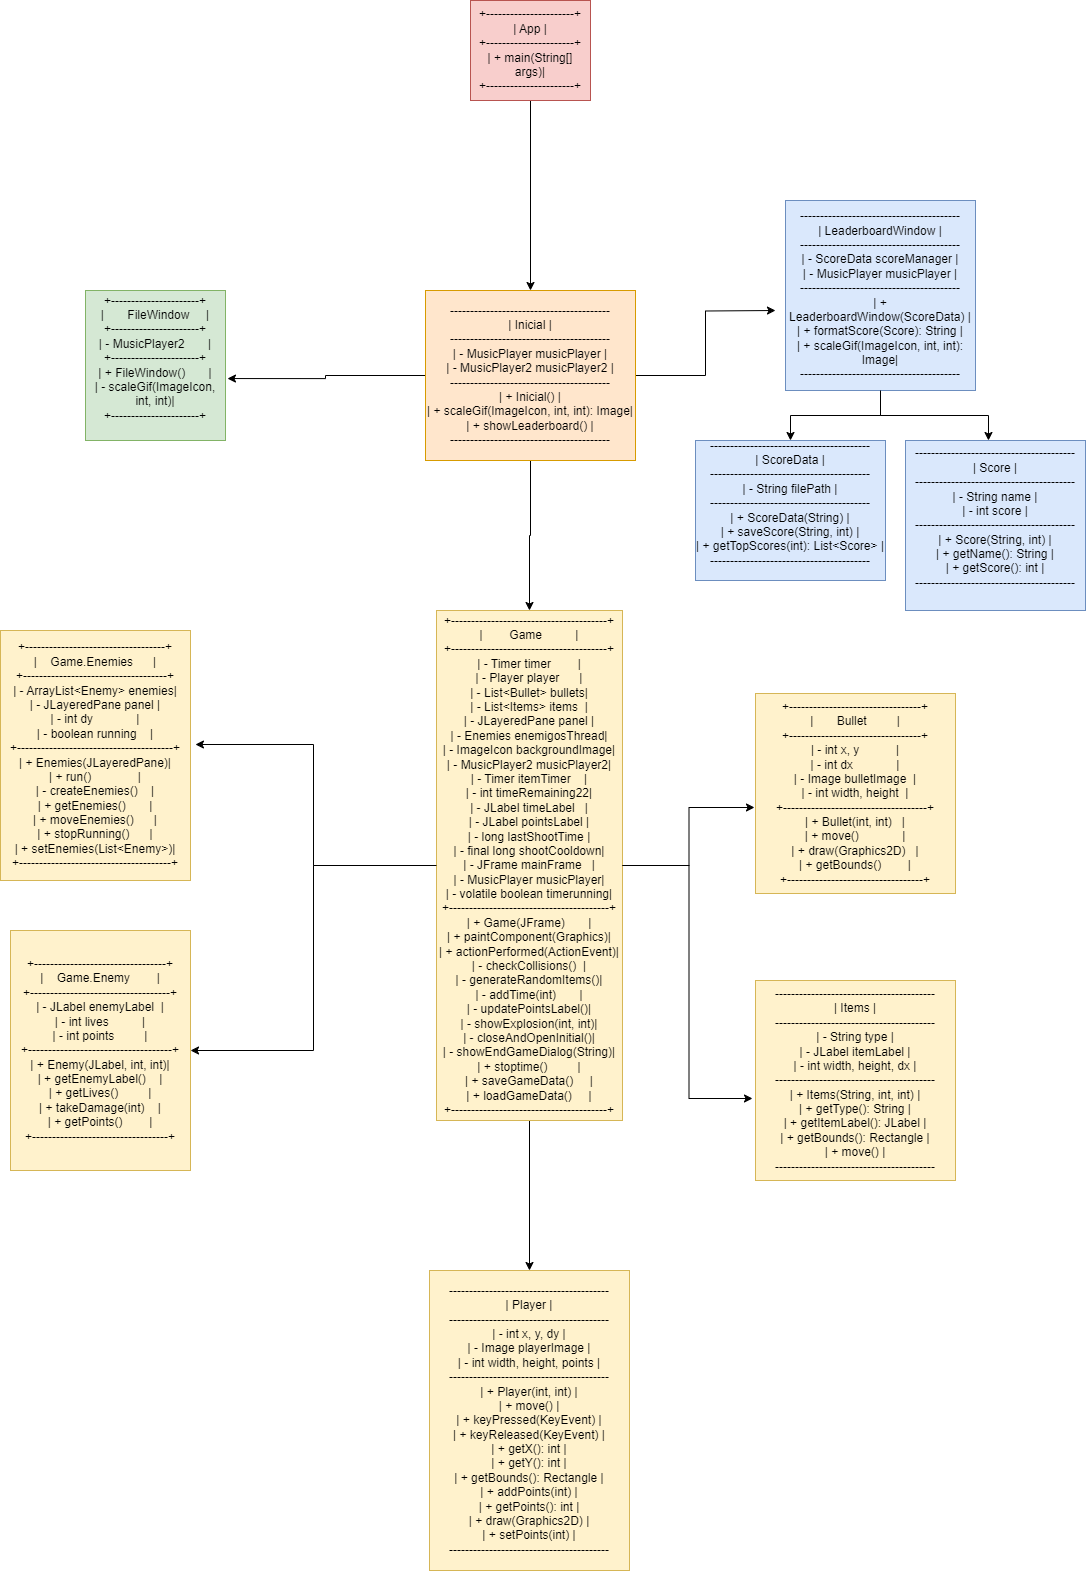 +----------------------+
| App |
+----------------------+
| + main(String[]
args)|
+----------------------+
----------------------------------------
| LeaderboardWindow |
----------------------------------------
| - ScoreData scoreManager |
| - MusicPlayer musicPlayer |
----------------------------------------
| +
LeaderboardWindow(ScoreData) |
| + formatScore(Score): String |
| + scaleGif(ImageIcon, int, int):
Image|
----------------------------------------
+----------------------+
| FileWindow |
+----------------------+
| - MusicPlayer2 |
+----------------------+
| + FileWindow() |
| - scaleGif(ImageIcon,
int, int)|
+----------------------+
----------------------------------------
| Inicial |
----------------------------------------
| - MusicPlayer musicPlayer |
| - MusicPlayer2 musicPlayer2 |
----------------------------------------
| + Inicial() |
| + scaleGif(ImageIcon, int, int): Image|
| + showLeaderboard() |
----------------------------------------
----------------------------------------
| ScoreData |
----------------------------------------
| - String filePath |
----------------------------------------
| + ScoreData(String) |
| + saveScore(String, int) |
| + getTopScores(int): List<Score> |
----------------------------------------
----------------------------------------
| Score |
----------------------------------------
| - String name |
| - int score |
----------------------------------------
| + Score(String, int) |
| + getName(): String |
| + getScore(): int |
----------------------------------------
+---------------------------------------+
| Game |
+---------------------------------------+
| - Timer timer |
| - Player player |
| - List<Bullet> bullets|
| - List<Items> items |
| - JLayeredPane panel |
| - Enemies enemigosThread|
| - ImageIcon backgroundImage|
| - MusicPlayer2 musicPlayer2|
| - Timer itemTimer |
| - int timeRemaining22|
| - JLabel timeLabel |
| - JLabel pointsLabel |
| - long lastShootTime |
| - final long shootCooldown|
| - JFrame mainFrame |
| - MusicPlayer musicPlayer|
| - volatile boolean timerunning|
+----------------------------------------+
| + Game(JFrame) |
| + paintComponent(Graphics)|
| + actionPerformed(ActionEvent)|
| - checkCollisions() |
| - generateRandomItems()|
| - addTime(int) |
| - updatePointsLabel()|
| - showExplosion(int, int)|
| - closeAndOpenInitial()|
| - showEndGameDialog(String)|
| + stoptime() |
| + saveGameData() |
| + loadGameData() |
+---------------------------------------+
+------------------------------------+
| Game.Enemies |
+------------------------------------+
| - ArrayList<Enemy> enemies|
| - JLayeredPane panel |
| - int dy |
| - boolean running |
+---------------------------------------+
| + Enemies(JLayeredPane)|
| + run() |
| - createEnemies() |
| + getEnemies() |
| + moveEnemies() |
| + stopRunning() |
| + setEnemies(List<Enemy>)|
+--------------------------------------+
+---------------------------------+
| Game.Enemy |
+-----------------------------------+
| - JLabel enemyLabel |
| - int lives |
| - int points |
+------------------------------------+
| + Enemy(JLabel, int, int)|
| + getEnemyLabel() |
| + getLives() |
| + takeDamage(int) |
| + getPoints() |
+----------------------------------+
+---------------------------------+
| Bullet |
+---------------------------------+
| - int x, y |
| - int dx |
| - Image bulletImage |
| - int width, height |
+------------------------------------+
| + Bullet(int, int) |
| + move() |
| + draw(Graphics2D) |
| + getBounds() |
+----------------------------------+
----------------------------------------
| Items |
----------------------------------------
| - String type |
| - JLabel itemLabel |
| - int width, height, dx |
----------------------------------------
| + Items(String, int, int) |
| + getType(): String |
| + getItemLabel(): JLabel |
| + getBounds(): Rectangle |
| + move() |
----------------------------------------
----------------------------------------
| Player |
----------------------------------------
| - int x, y, dy |
| - Image playerImage |
| - int width, height, points |
----------------------------------------
| + Player(int, int) |
| + move() |
| + keyPressed(KeyEvent) |
| + keyReleased(KeyEvent) |
| + getX(): int |
| + getY(): int |
| + getBounds(): Rectangle |
| + addPoints(int) |
| + getPoints(): int |
| + draw(Graphics2D) |
| + setPoints(int) |
----------------------------------------